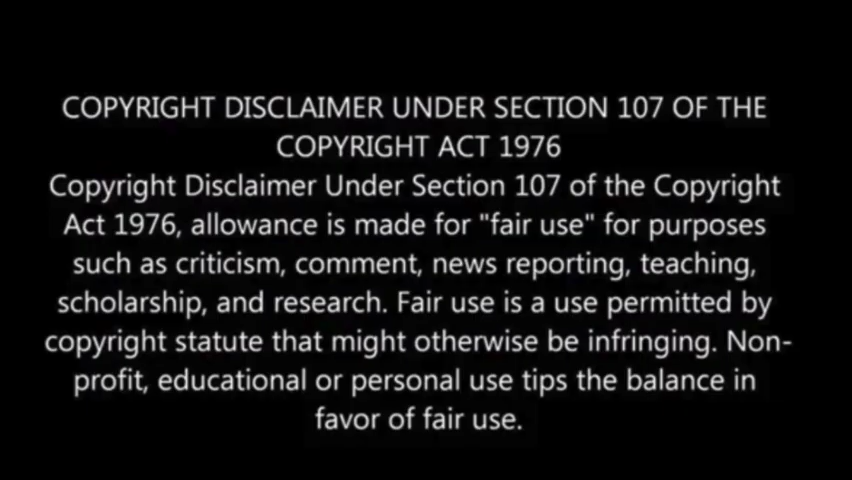 COPYRIGHT DISCLAIMER UNDER SECTION 107 OF THE
COPYRIGHT ACT 1976
Copyright Disclaimer Under Section 107 of the Copyright
Act 1976, allowance is made for "fair use" for purposes
such as criticism, comment, news reporting, teaching,
scholarship, and research. Fair use is a use permitted by
copyright statute that might otherwise be infringing. Non-
profit, educational or personal use tips the balance in
favor of fair use.